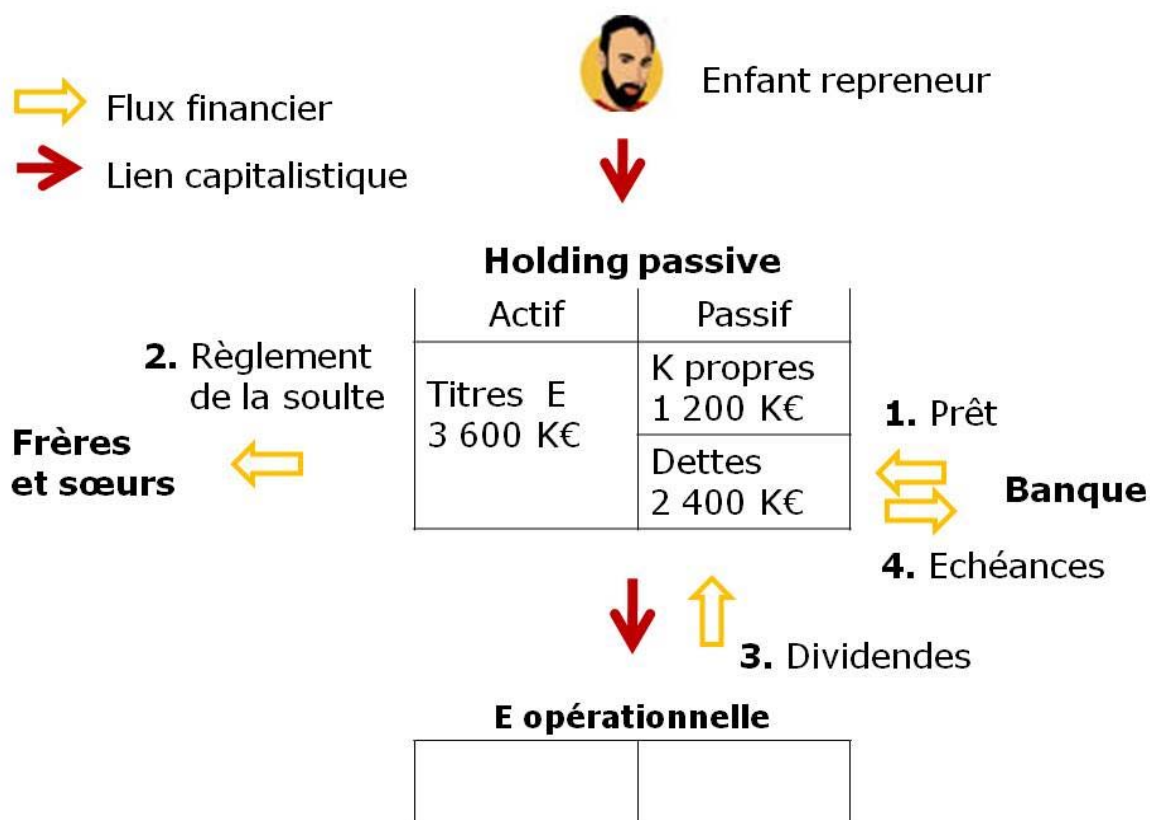 Enfant repreneur
Flux financier
Lien capitalistique
Holding passive
Actif
Passif
2. Règlement
de la soulte
Titres E
3 600 K€
K propres
1 200 K€
Dettes
2 400 K€
1. Prêt
Frères
et sœurs
Banque
4. Echéances
3. Dividendes
E opérationnelle